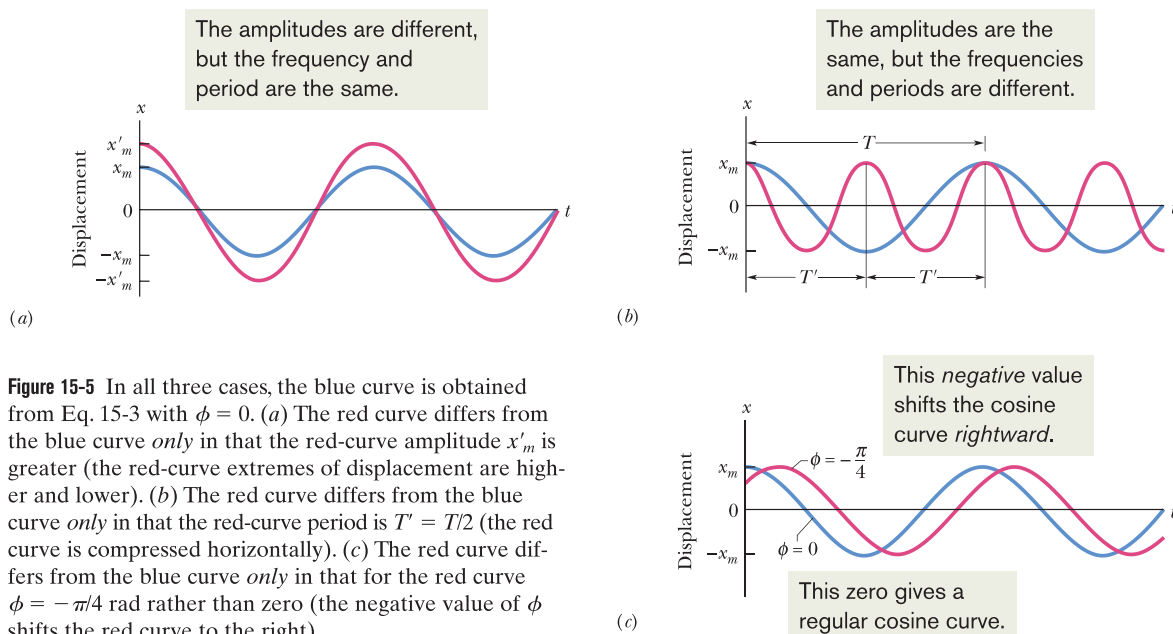 The amplitudes are different,
but the frequency and
period are the same.
x
x′m
xm
0
−xm
−x′m
Displacement
t
(a)
The amplitudes are the
same, but the frequencies
and periods are different.
x
T
xm
0
−xm
Displacement
t
T′
T′
(b)
Figure 15-5 In all three cases, the blue curve is obtained
from Eq. 15-3 with ϕ = 0. (a) The red curve differs from
the blue curve only in that the red-curve amplitude x′m is
greater (the red-curve extremes of displacement are high-
er and lower). (b) The red curve differs from the blue
curve only in that the red-curve period is T′ = T/2 (the red
curve is compressed horizontally). (c) The red curve dif-
fers from the blue curve only in that for the red curve
ϕ = −π/4 rad rather than zero (the negative value of ϕ
shifts the red curve to the right).
This negative value
shifts the cosine
curve rightward.
x
xm
ϕ = −π/4
0
−xm
Displacement
t
ϕ = 0
This zero gives a
regular cosine curve.
(c)